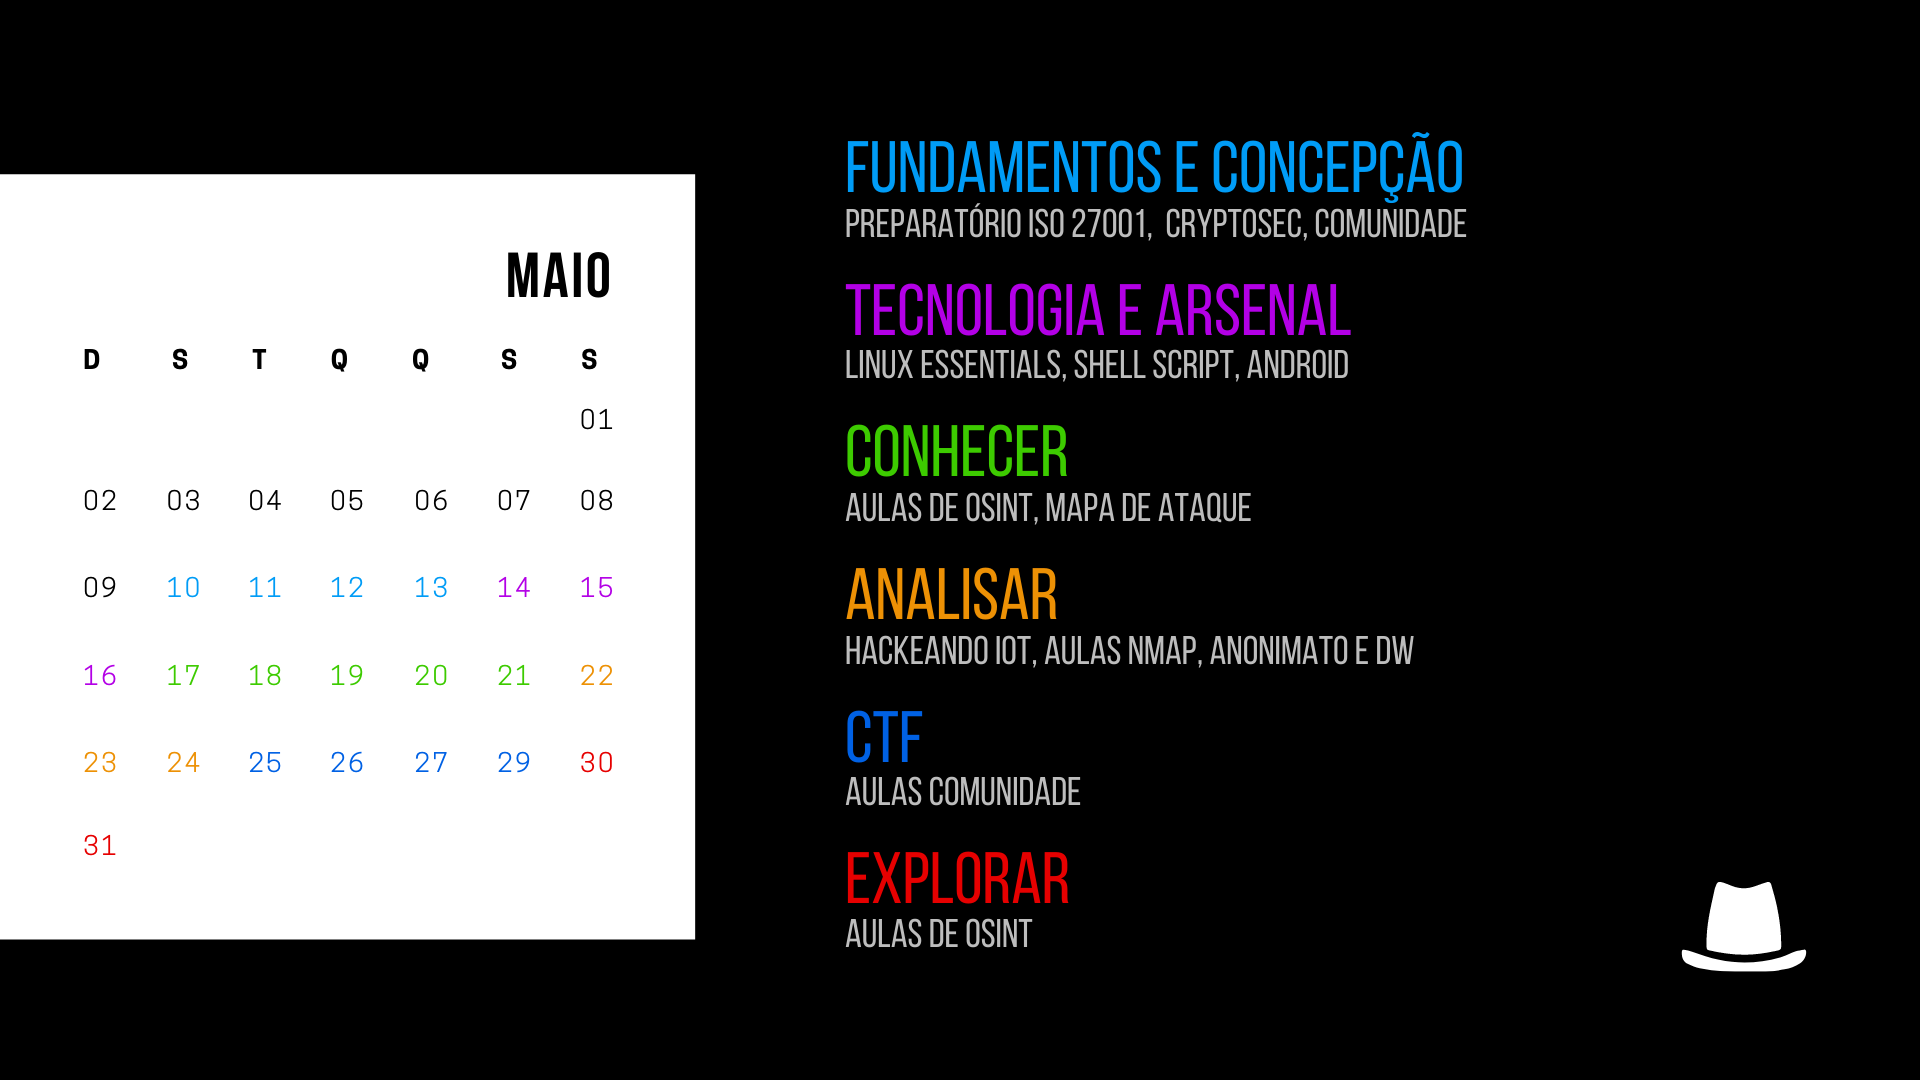 MAIO
D S T Q Q S S
01
02 03 04 05 06 07 08
09 10 11 12 13 14 15
16 17 18 19 20 21 22
23 24 25 26 27 29 30
31
FUNDAMENTOS E CONCEPÇÃO
PREPARATÓRIO ISO 27001, CRYPTOSEC, COMUNIDADE
TECNOLOGIA E ARSENAL
LINUX ESSENTIALS, SHELL SCRIPT, ANDROID
CONHECER
AULAS DE OSINT, MAPA DE ATAQUE
ANALISAR
HACKEANDO IOT, AULAS NMAP, ANONIMATO E DW
CTF
AULAS COMUNIDADE
EXPLORAR
AULAS DE OSINT